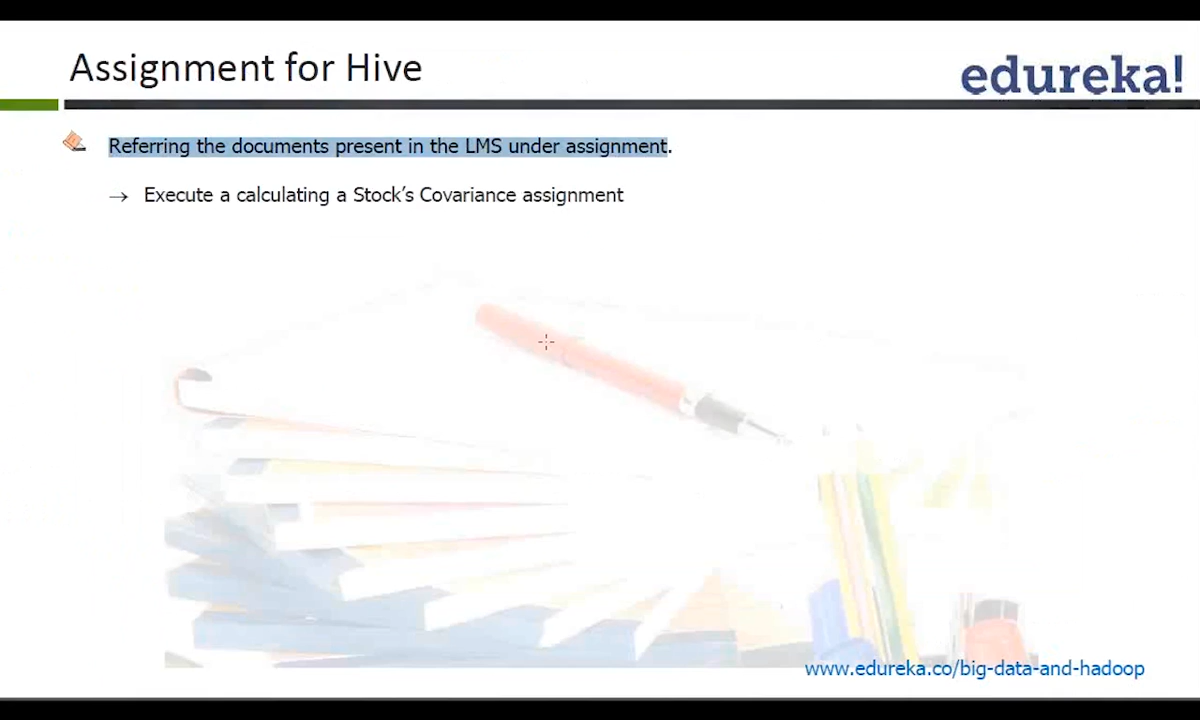 Assignment for Hive
edureka!
Referring the documents present in the LMS under assignment.
→ Execute a calculating a Stock's Covariance assignment
www.edureka.co/big-data-and-hadoop